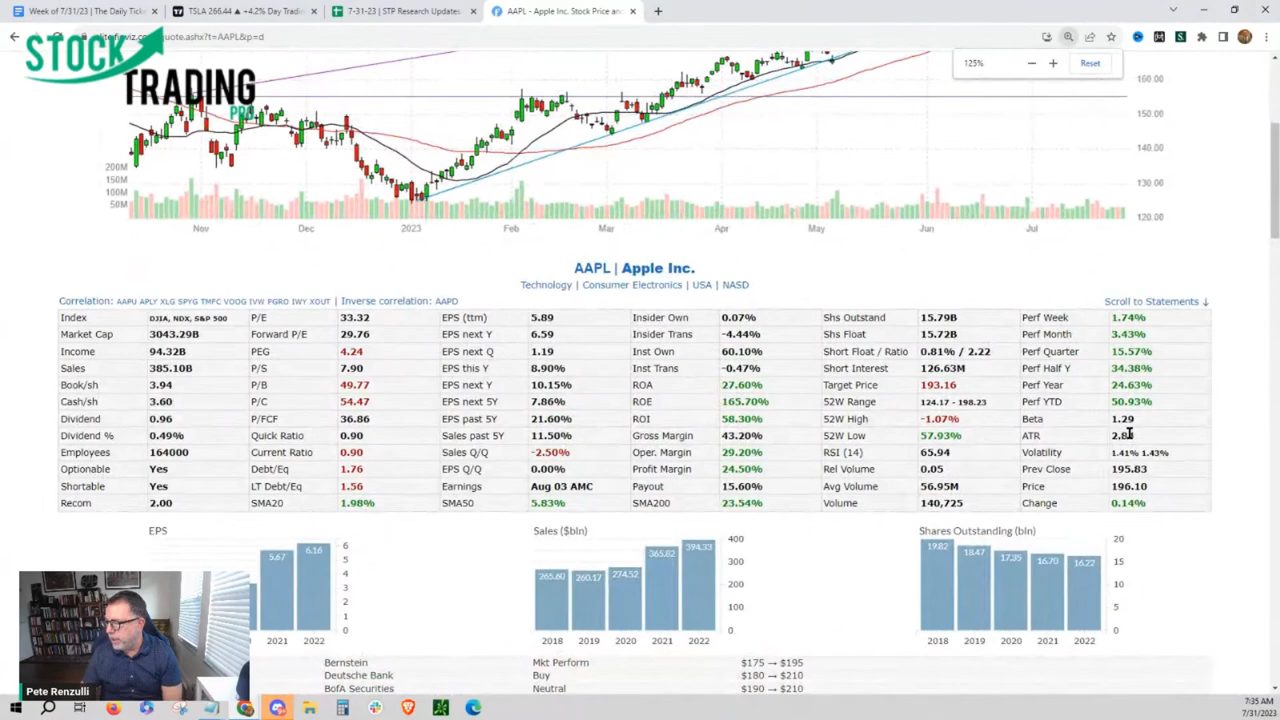 Week of 7/31/23 | The Daily Ticke
TSLA 266.44 ▲ +4.2% Day Trading
7-31-23 | STP Research Updates
AAPL - Apple Inc. Stock Price and
quote.ashx?t=AAPL&p=d
STOCK
TRADING
PRO
125%
Reset
160.00
150.00
140.00
130.00
120.00
200M
150M
100M
50M
Nov Dec 2023 Feb Mar Apr May Jun Jul
AAPL | Apple Inc.
Technology | Consumer Electronics | USA | NASD
Correlation: AAPU APLY XLG SPYG TMFC VOOG IVW PGRO IWY XOUT | Inverse correlation: AAPD
Scroll to Statements ↓
Index DJIA, NDX, S&P 500 P/E 33.32 EPS (ttm) 5.89 Insider Own 0.07% Shs Outstand 15.79B Perf Week 1.74%
Market Cap 3043.29B Forward P/E 29.76 EPS next Y 6.59 Insider Trans -4.44% Shs Float 15.72B Perf Month 3.43%
Income 94.32B PEG 4.24 EPS next Q 1.19 Inst Own 60.10% Short Float / Ratio 0.81% / 2.22 Perf Quarter 15.57%
Sales 385.10B P/S 7.90 EPS this Y 8.90% Inst Trans -0.47% Short Interest 126.63M Perf Half Y 34.38%
Book/sh 3.94 P/B 49.77 EPS next Y 10.15% ROA 27.60% Target Price 193.16 Perf Year 24.63%
Cash/sh 3.60 P/C 54.47 EPS next 5Y 7.86% ROE 165.70% 52W Range 124.17 - 198.23 Perf YTD 50.93%
Dividend 0.96 P/FCF 36.86 EPS past 5Y 21.60% ROI 58.30% 52W High -1.07% Beta 1.29
Dividend % 0.49% Quick Ratio 0.90 Sales past 5Y 11.50% Gross Margin 43.20% 52W Low 57.93% ATR
Employees 164000 Current Ratio 0.90 Sales Q/Q -2.50% Oper. Margin 29.20% RSI (14) 65.94 Volatility 1.41% 1.43%
Optionable Yes Debt/Eq 1.76 EPS Q/Q 0.00% Profit Margin 24.50% Rel Volume 0.05 Prev Close 195.83
Shortable Yes LT Debt/Eq 1.56 Earnings Aug 03 AMC Payout 15.60% Avg Volume 56.95M Price 196.10
Recom 2.00 SMA20 1.98% SMA50 5.83% SMA200 23.54% Volume 140,725 Change 0.14%
EPS
5.67 6.16
6
5
4
3
2
1
0
2021 2022
Sales ($bln)
265.60 260.17 274.52 365.82 394.33
400
300
200
100
0
2018 2019 2020 2021 2022
Shares Outstanding (bln)
19.82 18.47 17.35 16.70 16.22
20
15
10
5
0
2018 2019 2020 2021 2022
Bernstein Mkt Perform $175 → $195
Deutsche Bank Buy $180 → $210
BofA Securities Neutral $190 → $210
Pete Renzulli
7:35 AM
7/31/2023